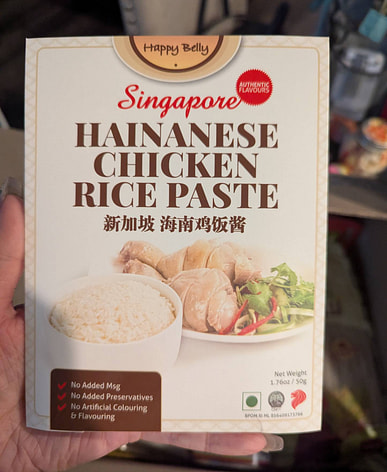 Happy Belly
AUTHENTIC
FLAVOURS
Singapore
HAINANESE
CHICKEN
RICE PASTE
新加坡 海南鸡饭酱
No Added Msg
No Added Preservatives
No Artificial Colouring
& Flavouring
Net Weight
1.76oz / 50g